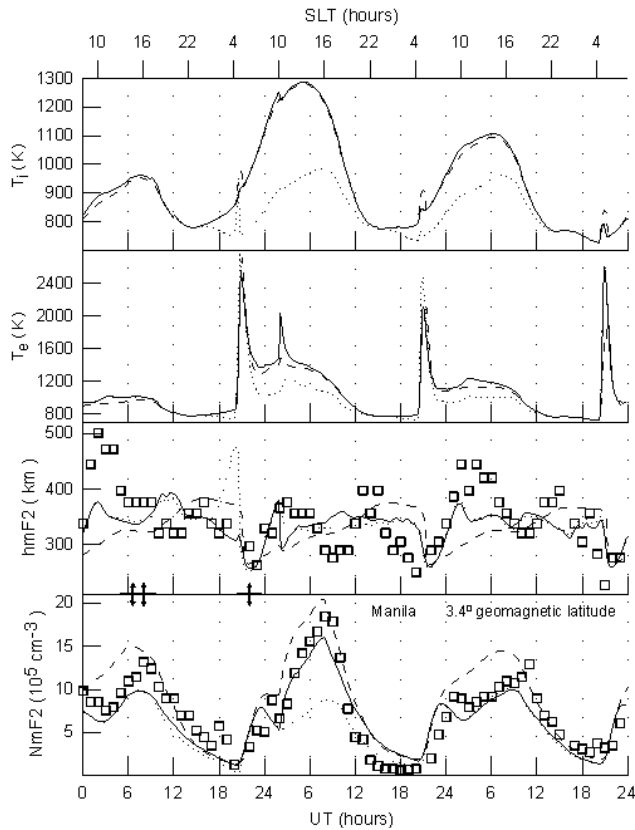 SLT (hours)
10 16 22 4 10 16 22 4 10 16 22 4
1300
1200
1100
1000
900
800
Ti (K)
2400
2000
1600
1200
800
Te (K)
500
400
300
hmF2 ( km)
20
15
10
5
NmF2 (10⁵ cm⁻³)
Manila 3.4º geomagnetic latitude
0 6 12 18 24 6 12 18 24 6 12 18 24
UT (hours)